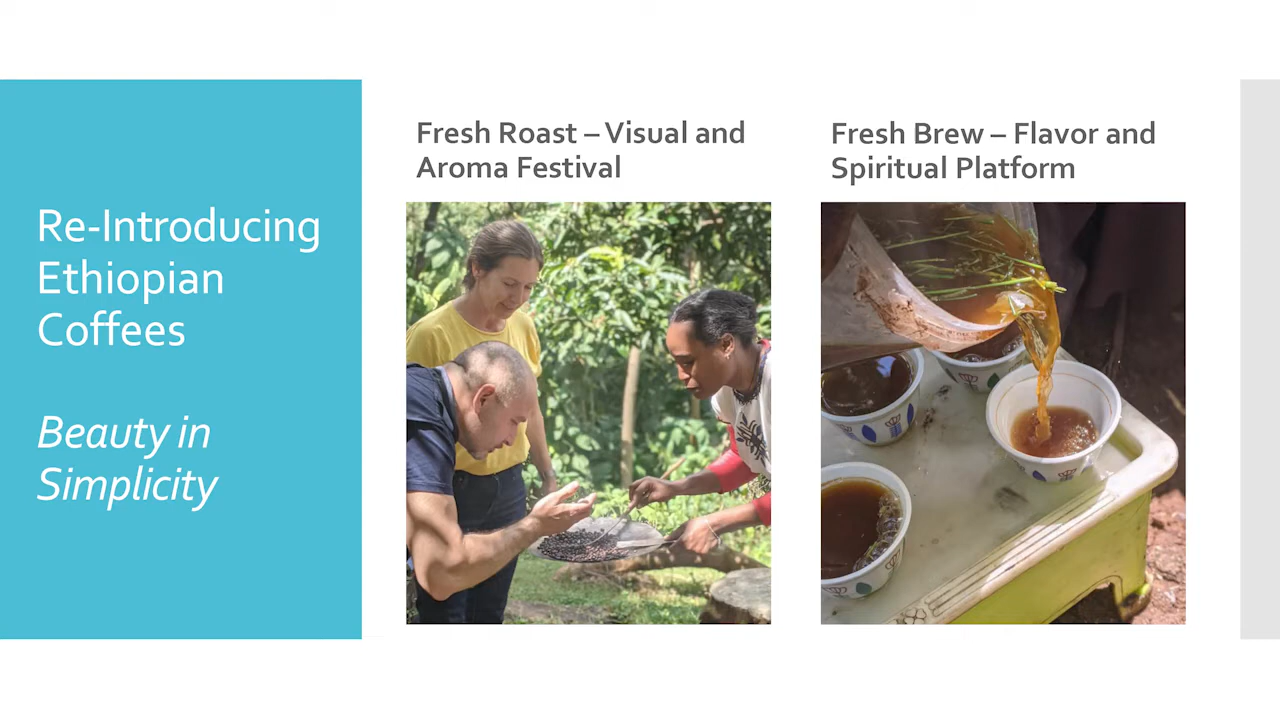 Re-Introducing
Ethiopian
Coffees
Beauty in
Simplicity
Fresh Roast – Visual and
Aroma Festival
Fresh Brew – Flavor and
Spiritual Platform